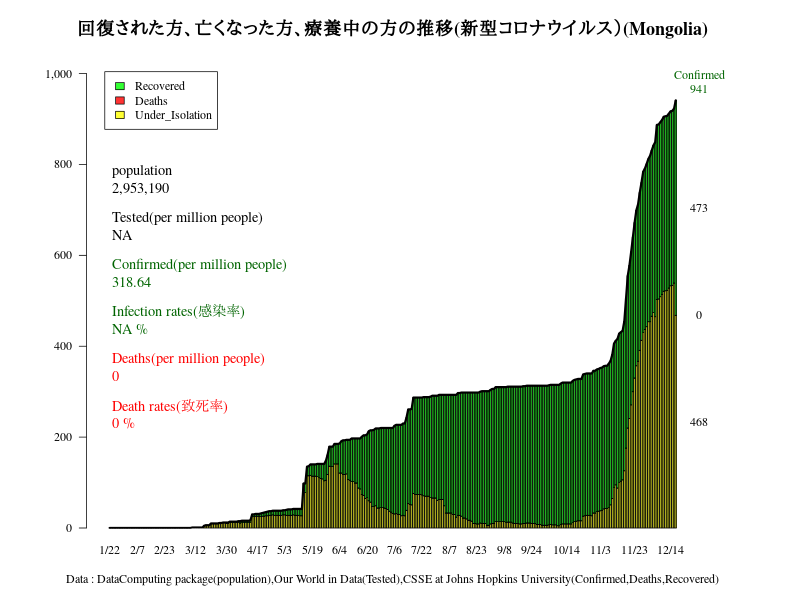 回復された方、亡くなった方、療養中の方の推移(新型コロナウイルス）(Mongolia)
Confirmed
941
1,000
800
600
400
200
0
Recovered
Deaths
Under_Isolation
population
2,953,190
Tested(per million people)
NA
Confirmed(per million people)
318.64
Infection rates(感染率)
NA %
Deaths(per million people)
0
Death rates(致死率)
0 %
473
0
468
1/22 2/7 2/23 3/12 3/30 4/17 5/3 5/19 6/4 6/20 7/6 7/22 8/7 8/23 9/8 9/24 10/14 11/3 11/23 12/14
Data : DataComputing package(population),Our World in Data(Tested),CSSE at Johns Hopkins University(Confirmed,Deaths,Recovered)